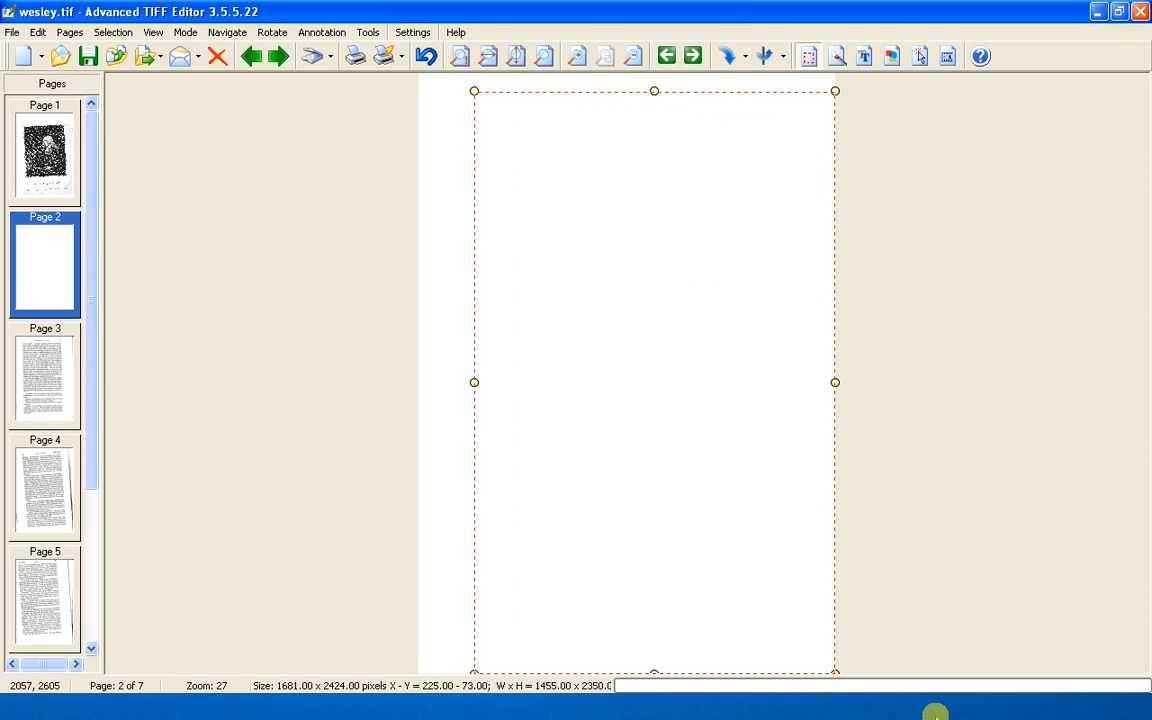 wesley.tif - Advanced TIFF Editor 3.5.5.22
File Edit Pages Selection View Mode Navigate Rotate Annotation Tools Settings Help
Pages
Page 1
Page 2
Page 3
Page 4
Page 5
2057, 2605 Page: 2 of 7 Zoom: 27 Size: 1681.00 x 2424.00 pixels X - Y = 225.00 - 73.00; W x H = 1455.00 x 2350.0